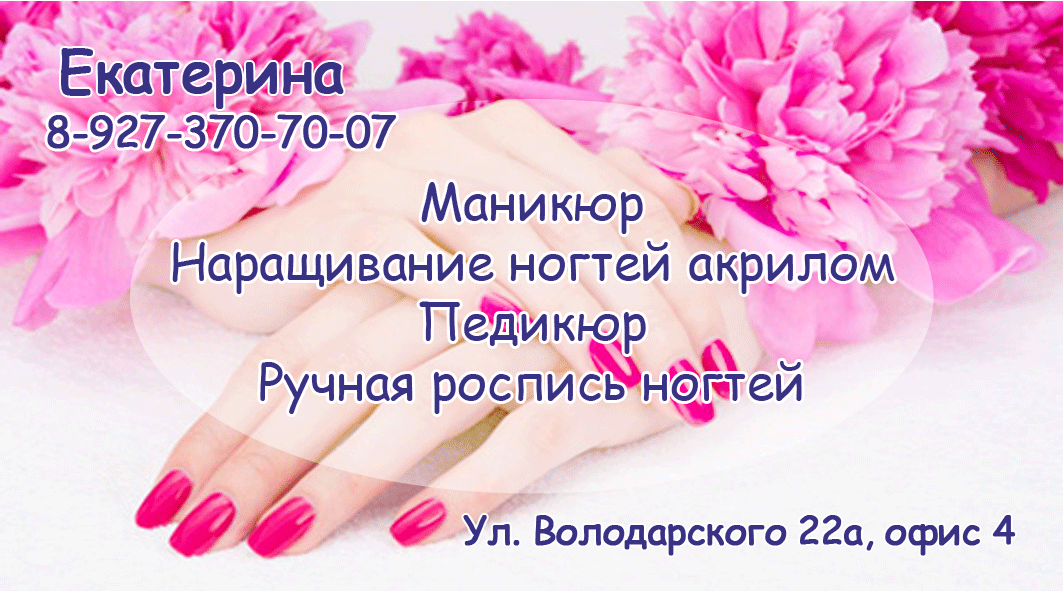 Екатерина
8-927-370-70-07
Маникюр
Наращивание ногтей акрилом
Педикюр
Ручная роспись ногтей
Ул. Володарского 22а, офис 4